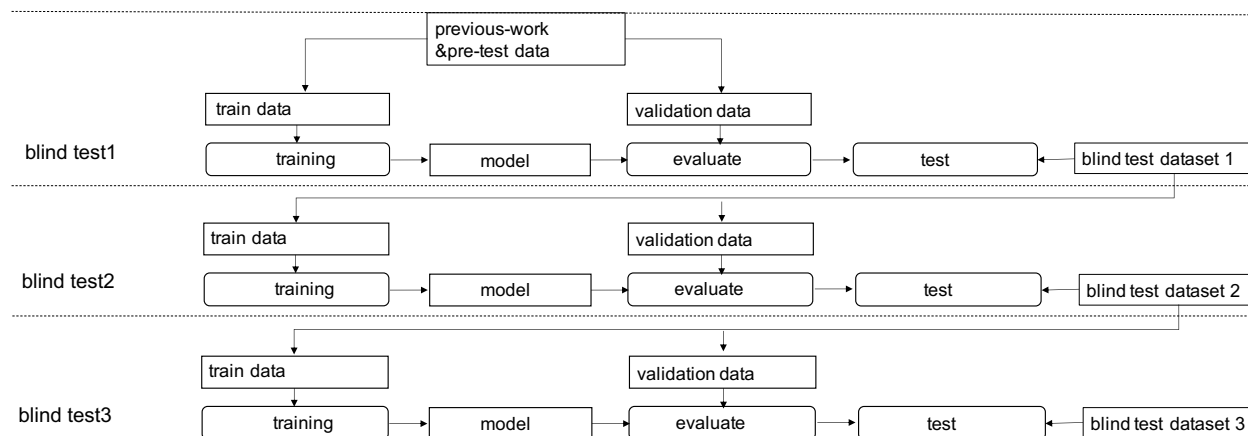 previous-work
&pre-test data
train data
validation data
blind test1
training
model
evaluate
test
blind test dataset 1
train data
validation data
blind test2
training
model
evaluate
test
blind test dataset 2
train data
validation data
blind test3
training
model
evaluate
test
blind test dataset 3